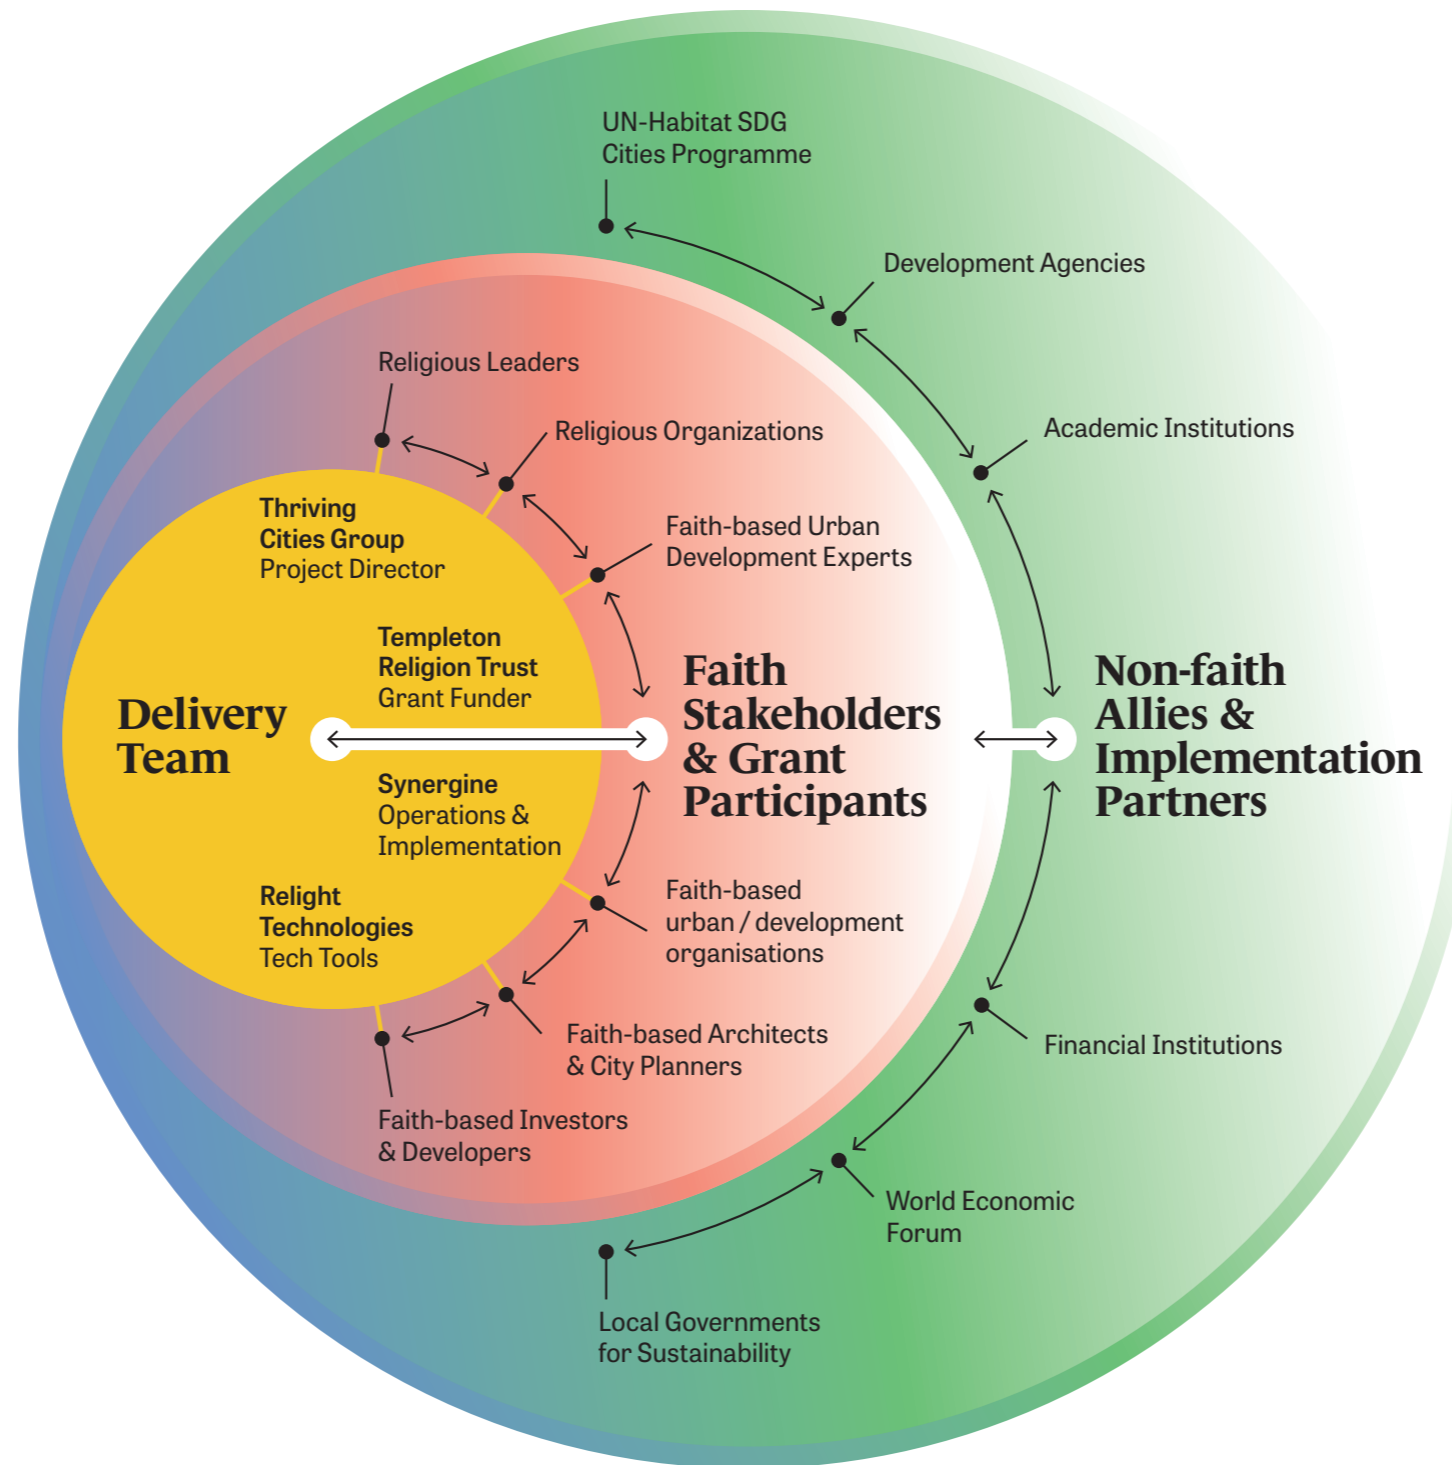 UN-Habitat SDG
Cities Programme
Development Agencies
Academic Institutions
Religious Leaders
Religious Organizations
Faith-based Urban
Development Experts
Thriving
Cities Group
Project Director
Templeton
Religion Trust
Grant Funder
Delivery
Team
Synergine
Operations &
Implementation
Relight
Technologies
Tech Tools
Faith
Stakeholders
& Grant
Participants
Non-faith
Allies &
Implementation
Partners
Faith-based
urban / development
organisations
Faith-based Architects
& City Planners
Faith-based Investors
& Developers
Financial Institutions
World Economic
Forum
Local Governments
for Sustainability